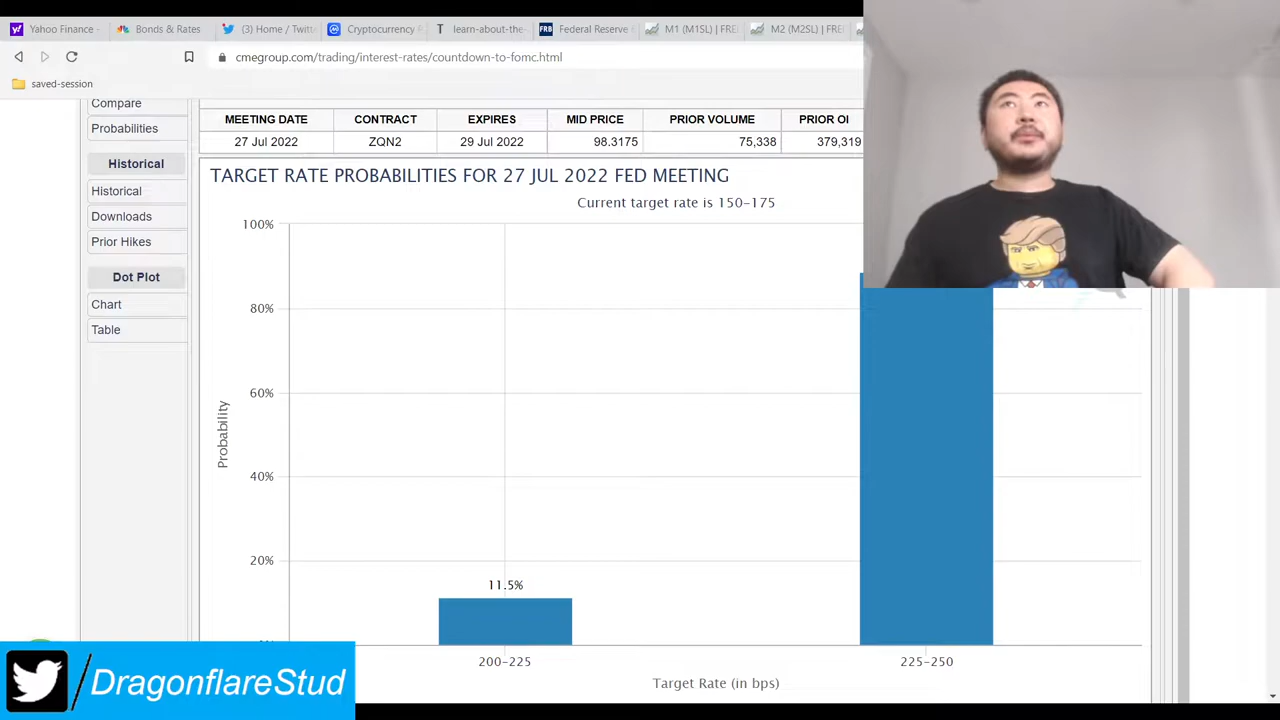 Yahoo Finance
Bonds & Rates
(3) Home / Twitt
Cryptocurrency
learn-about-the-
Federal Reserve
M1 (M1SL) | FRE
M2 (M2SL) | FRE
cmegroup.com/trading/interest-rates/countdown-to-fomc.html
saved-session
Compare
Probabilities
Historical
Historical
Downloads
Prior Hikes
Dot Plot
Chart
Table
MEETING DATE CONTRACT EXPIRES MID PRICE PRIOR VOLUME PRIOR OI
27 Jul 2022 ZQN2 29 Jul 2022 98.3175 75,338 379,319
TARGET RATE PROBABILITIES FOR 27 JUL 2022 FED MEETING
Current target rate is 150-175
100%
80%
60%
40%
20%
Probability
11.5%
200-225 225-250
Target Rate (in bps)
/DragonflareStud